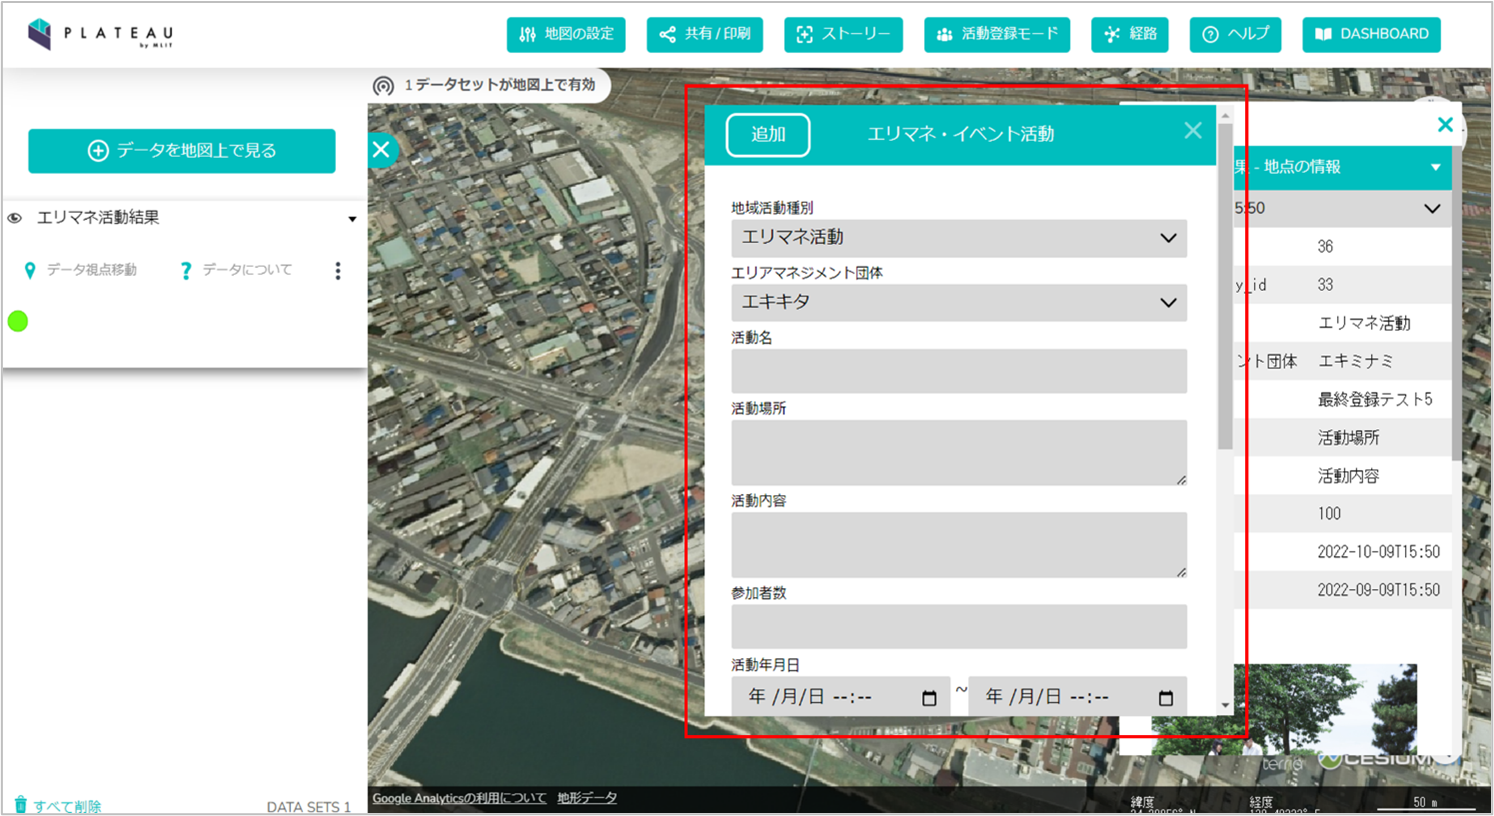 PLATEAU
by MLIT
地図の設定
共有/印刷
ストーリー
活動登録モード
経路
ヘルプ
DASHBOARD
1データセットが地図上で有効
データを地図上で見る
エリマネ活動結果
データ視点移動
データについて
すべて削除
DATA SETS 1
追加
エリマネ・イベント活動
地域活動種別
エリマネ活動
エリアマネジメント団体
エキキタ
活動名
活動場所
活動内容
参加者数
活動年月日
年 /月/日 --:--
~
年 /月/日 --:--
果 - 地点の情報
5:50
36
y_id
33
エリマネ活動
ント団体
エキミナミ
最終登録テスト5
活動場所
活動内容
100
2022-10-09T15:50
2022-09-09T15:50
terria
CESIUM
Google Analyticsの利用について
地形データ
緯度
経度
50 m